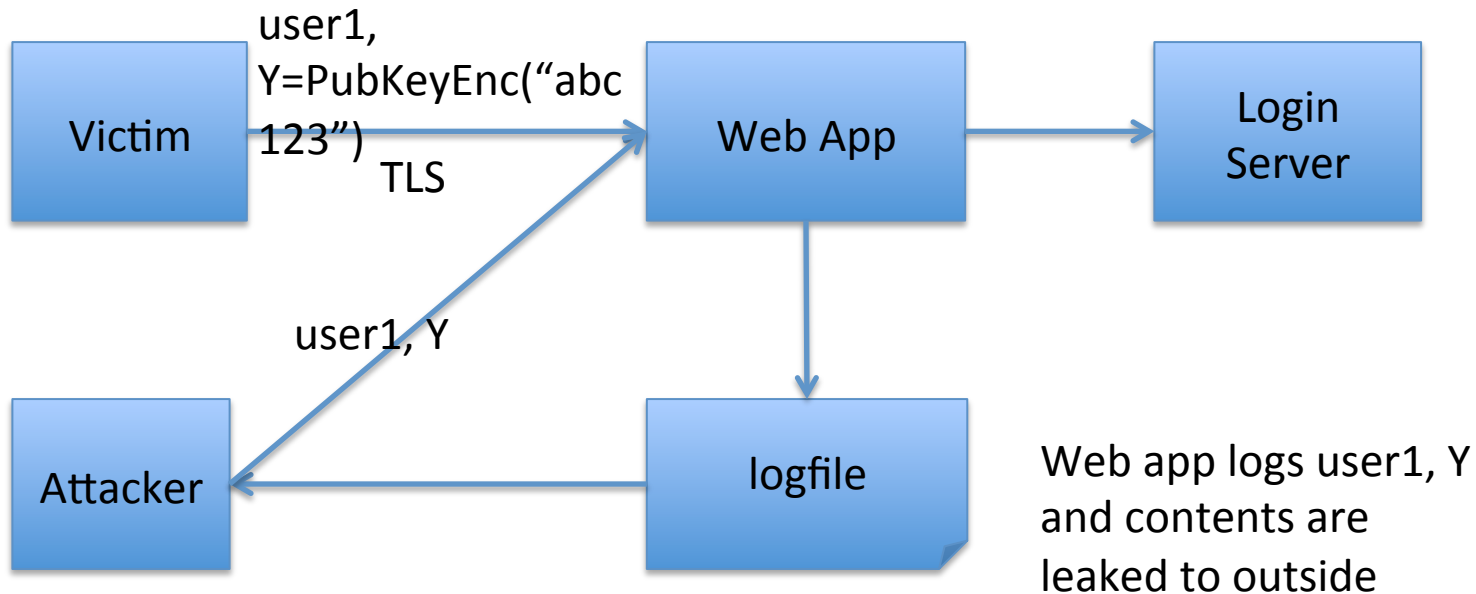 user1,
Y=PubKeyEnc(“abc
123”)
TLS
Victim
Web App
Login
Server
user1, Y
Attacker
logfile
Web app logs user1, Y
and contents are
leaked to outside